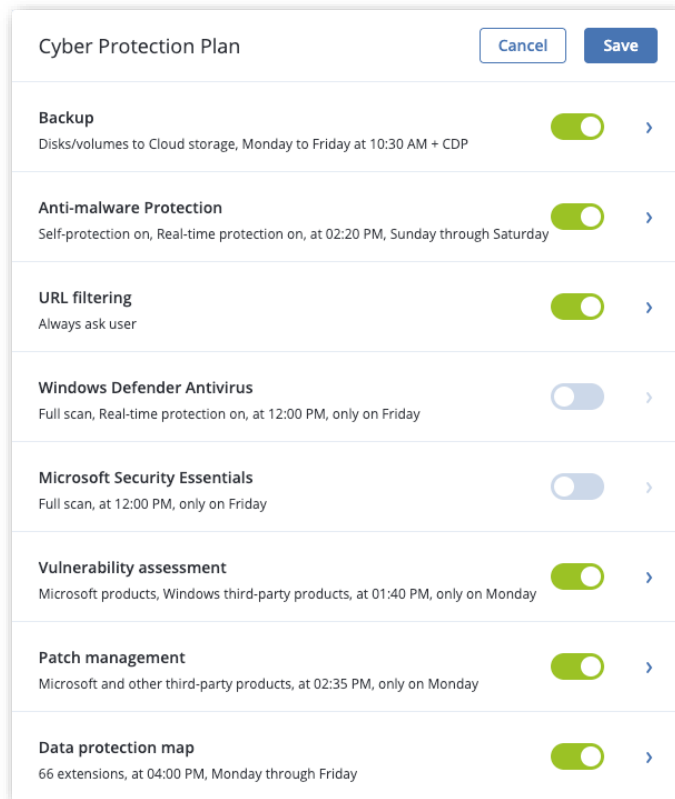 Cyber Protection Plan
Cancel
Save
Backup
Disks/volumes to Cloud storage, Monday to Friday at 10:30 AM + CDP
Anti-malware Protection
Self-protection on, Real-time protection on, at 02:20 PM, Sunday through Saturday
URL filtering
Always ask user
Windows Defender Antivirus
Full scan, Real-time protection on, at 12:00 PM, only on Friday
Microsoft Security Essentials
Full scan, at 12:00 PM, only on Friday
Vulnerability assessment
Microsoft products, Windows third-party products, at 01:40 PM, only on Monday
Patch management
Microsoft and other third-party products, at 02:35 PM, only on Monday
Data protection map
66 extensions, at 04:00 PM, Monday through Friday